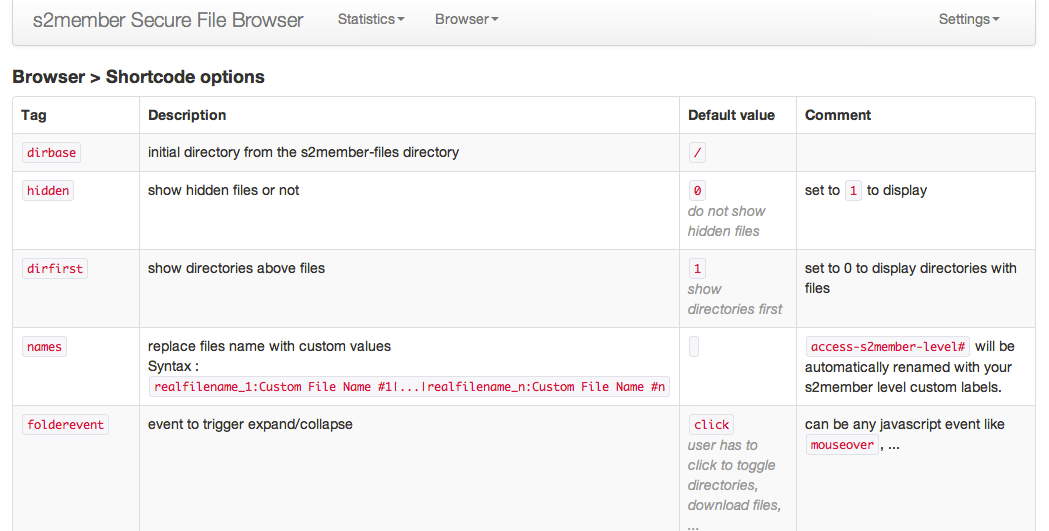 s2member Secure File Browser Statistics Browser Settings
Browser > Shortcode options
Tag Description Default value Comment
dirbase initial directory from the s2member-files directory /
hidden show hidden files or not 0 set to 1 to display
do not show
hidden files
dirfirst show directories above files 1 set to 0 to display directories with
show files
directories first
names replace files name with custom values access-s2member-level# will be
Syntax : automatically renamed with your
realfilename_1:Custom File Name #1|...|realfilename_n:Custom File Name #n s2member level custom labels.
folderevent event to trigger expand/collapse click can be any javascript event like
user has to mouseover , ...
click to toggle
directories,
download files,
...